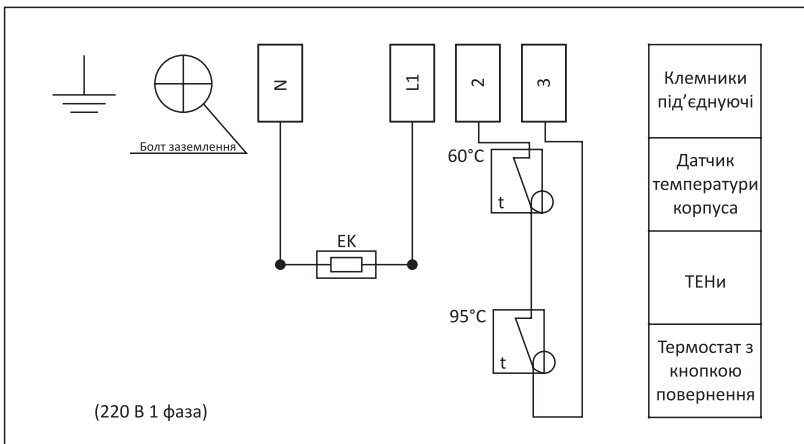 N
L1
2
3
Болт заземлення
60°C
t
EK
95°C
t
(220 В 1 фаза)
Клемники
під’єднуючі
Датчик
температури
корпуса
ТЕНи
Термостат з
кнопкою
повернення